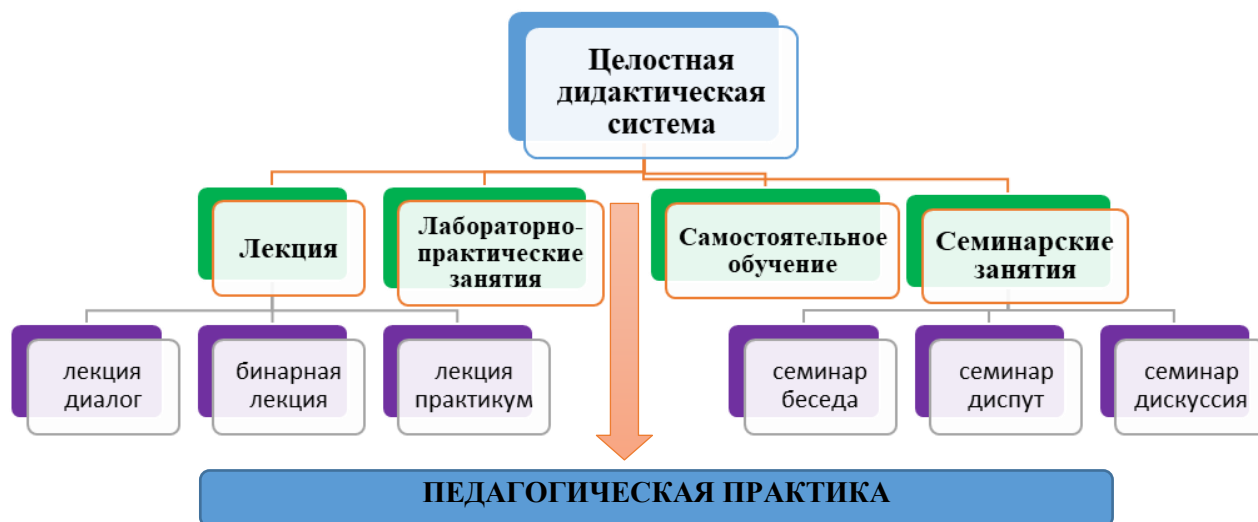 Целостная
дидактическая
система
Лекция
Лабораторно-
практические
занятия
Самостоятельное
обучение
Семинарские
занятия
лекция
диалог
бинарная
лекция
лекция
практикум
семинар
беседа
семинар
диспут
семинар
дискуссия
ПЕДАГОГИЧЕСКАЯ ПРАКТИКА